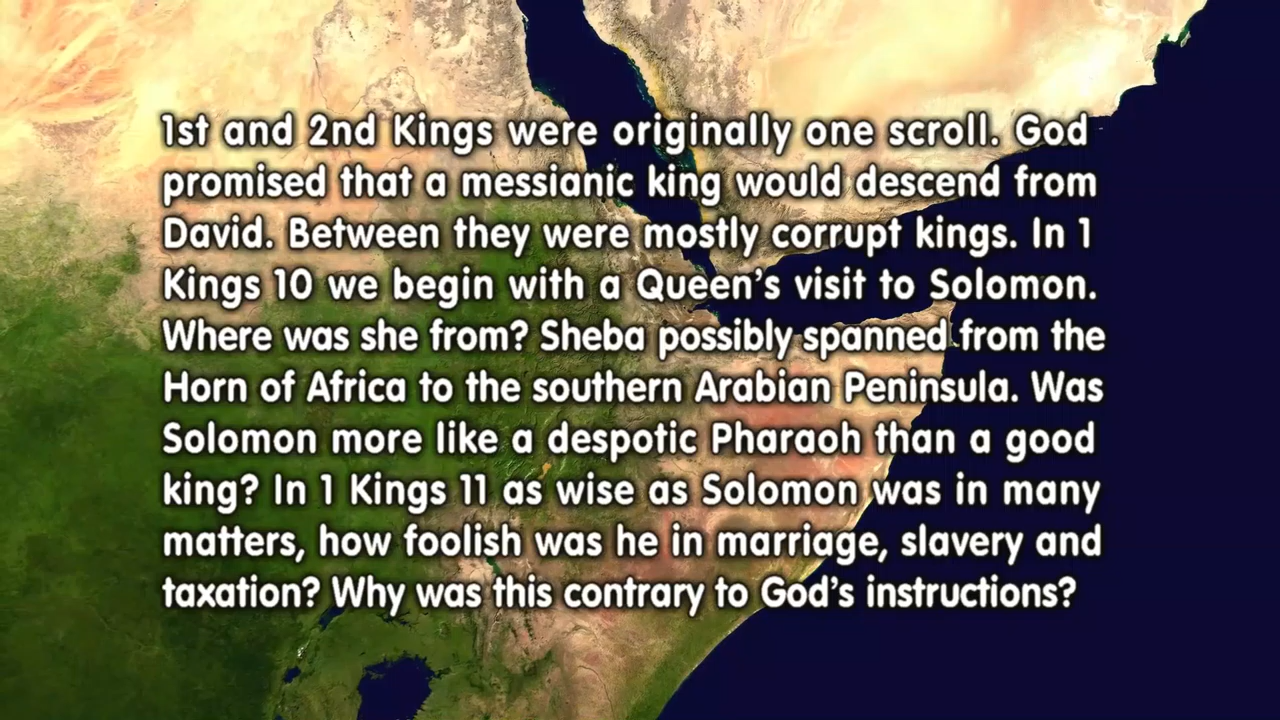 1st and 2nd Kings were originally one scroll. God
promised that a messianic king would descend from
David. Between they were mostly corrupt kings. In 1
Kings 10 we begin with a Queen’s visit to Solomon.
Where was she from? Sheba possibly spanned from the
Horn of Africa to the southern Arabian Peninsula. Was
Solomon more like a despotic Pharaoh than a good
king? In 1 Kings 11 as wise as Solomon was in many
matters, how foolish was he in marriage, slavery and
taxation? Why was this contrary to God’s instructions?